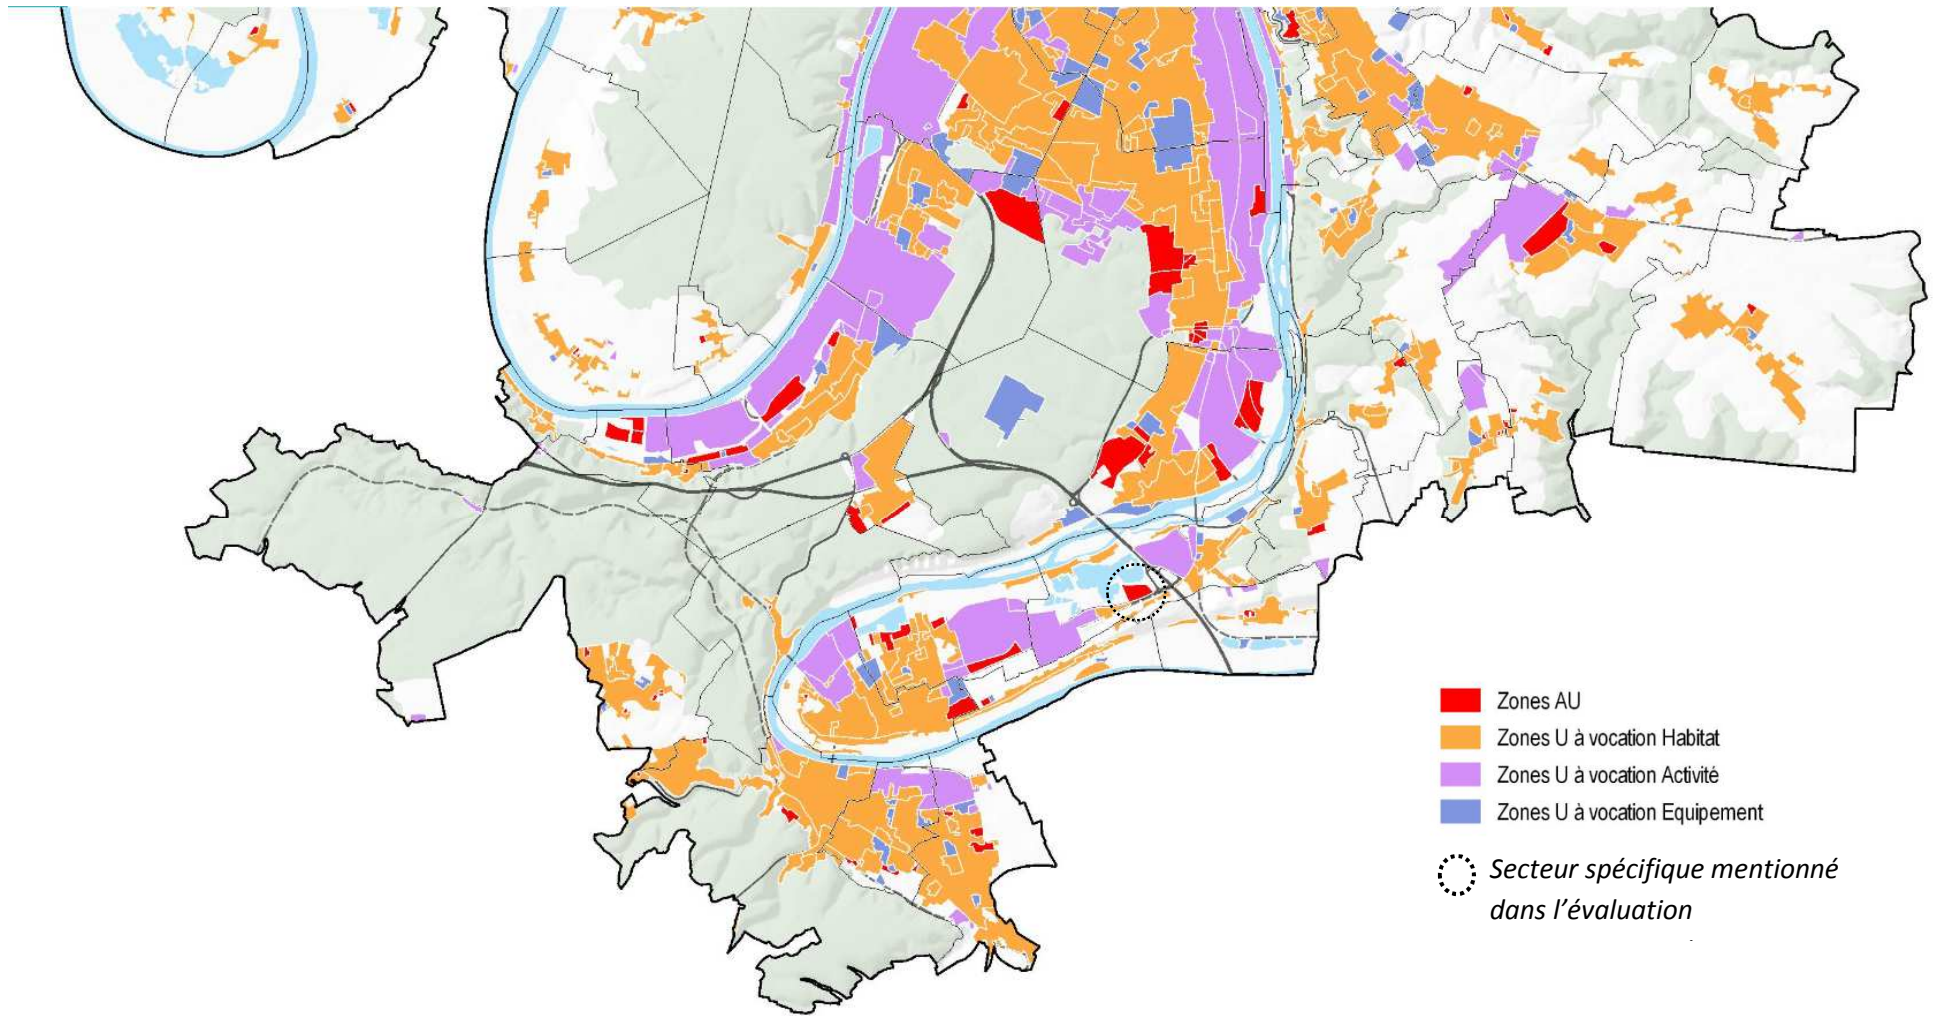 Zones AU
Zones U à vocation Habitat
Zones U à vocation Activité
Zones U à vocation Equipement
Secteur spécifique mentionné
dans l’évaluation